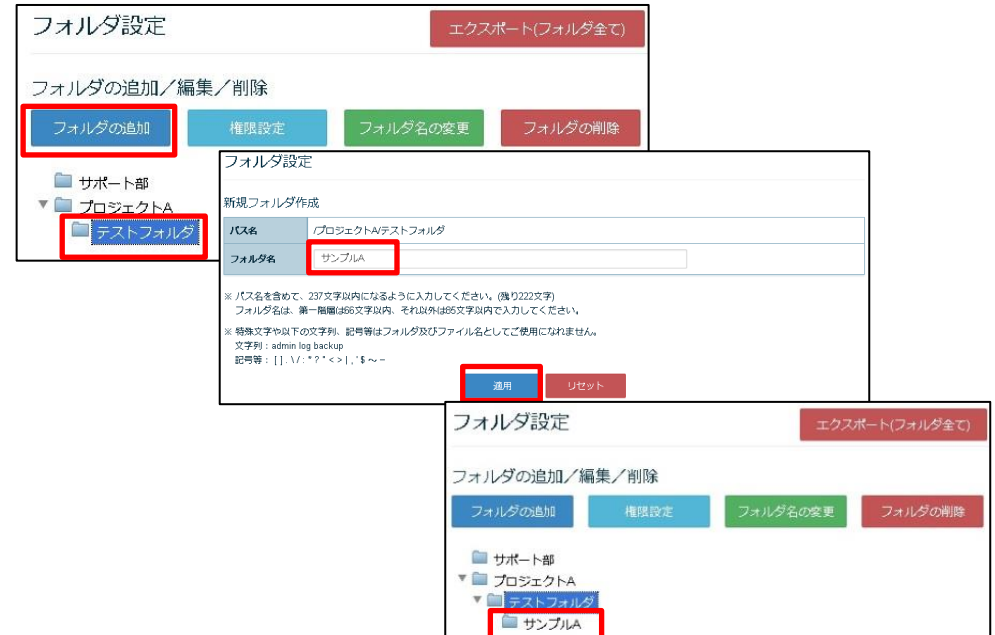 フォルダ設定
エクスポート(フォルダ全て)
フォルダの追加／編集／削除
フォルダの追加
権限設定
フォルダ名の変更
フォルダの削除
サポート部
プロジェクトA
テストフォルダ
フォルダ設定
新規フォルダ作成
パス名
/プロジェクトA/テストフォルダ
フォルダ名
サンプルA
※ パス名を含めて、237文字以内になるように入力してください。(残り222文字)
フォルダ名は、第一階層は66文字以内、それ以外は85文字以内で入力してください。
※ 特殊文字や以下の文字列、記号等はフォルダ及びファイル名としてご使用になれません。
文字列 : admin log backup
記号等 : [ ] . \ / : * ? " < > | , ' $ ~ −
適用
リセット
フォルダ設定
エクスポート(フォルダ全て)
フォルダの追加／編集／削除
フォルダの追加
権限設定
フォルダ名の変更
フォルダの削除
サポート部
プロジェクトA
テストフォルダ
サンプルA